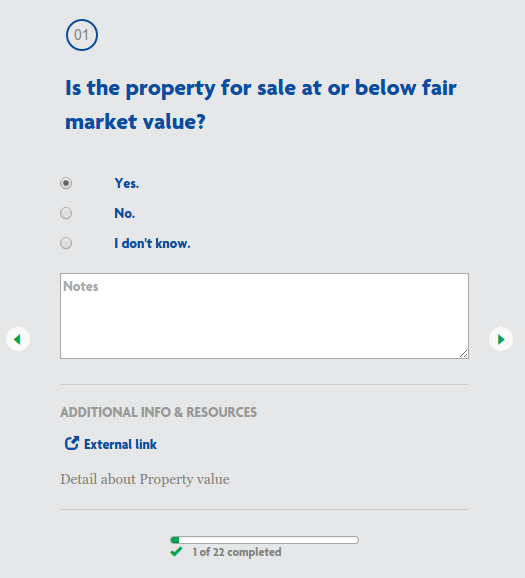 01
Is the property for sale at or below fair
market value?
Yes.
No.
I don't know.
Notes
ADDITIONAL INFO & RESOURCES
External link
Detail about Property value
1 of 22 completed